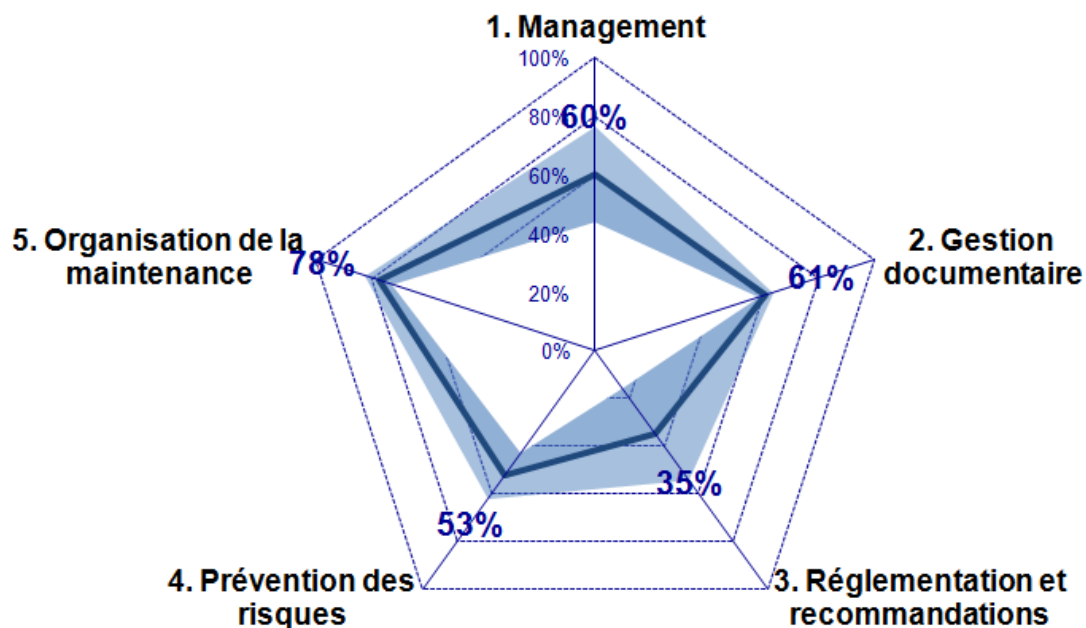 1. Management
100%
80%
60%
60%
40%
20%
0%
2. Gestion
documentaire
61%
3. Réglementation et
recommandations
35%
4. Prévention des
risques
53%
5. Organisation de la
maintenance
78%